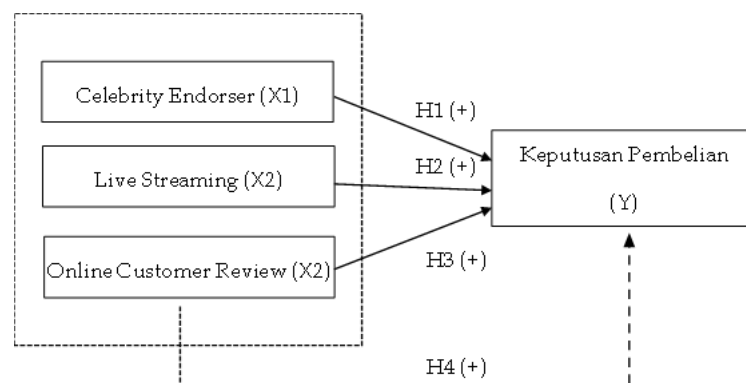 Celebrity Endorser (X1)
H1 (+)
Live Streaming (X2)
H2 (+)
Keputusan Pembelian
(Y)
Online Customer Review (X2)
H3 (+)
H4 (+)